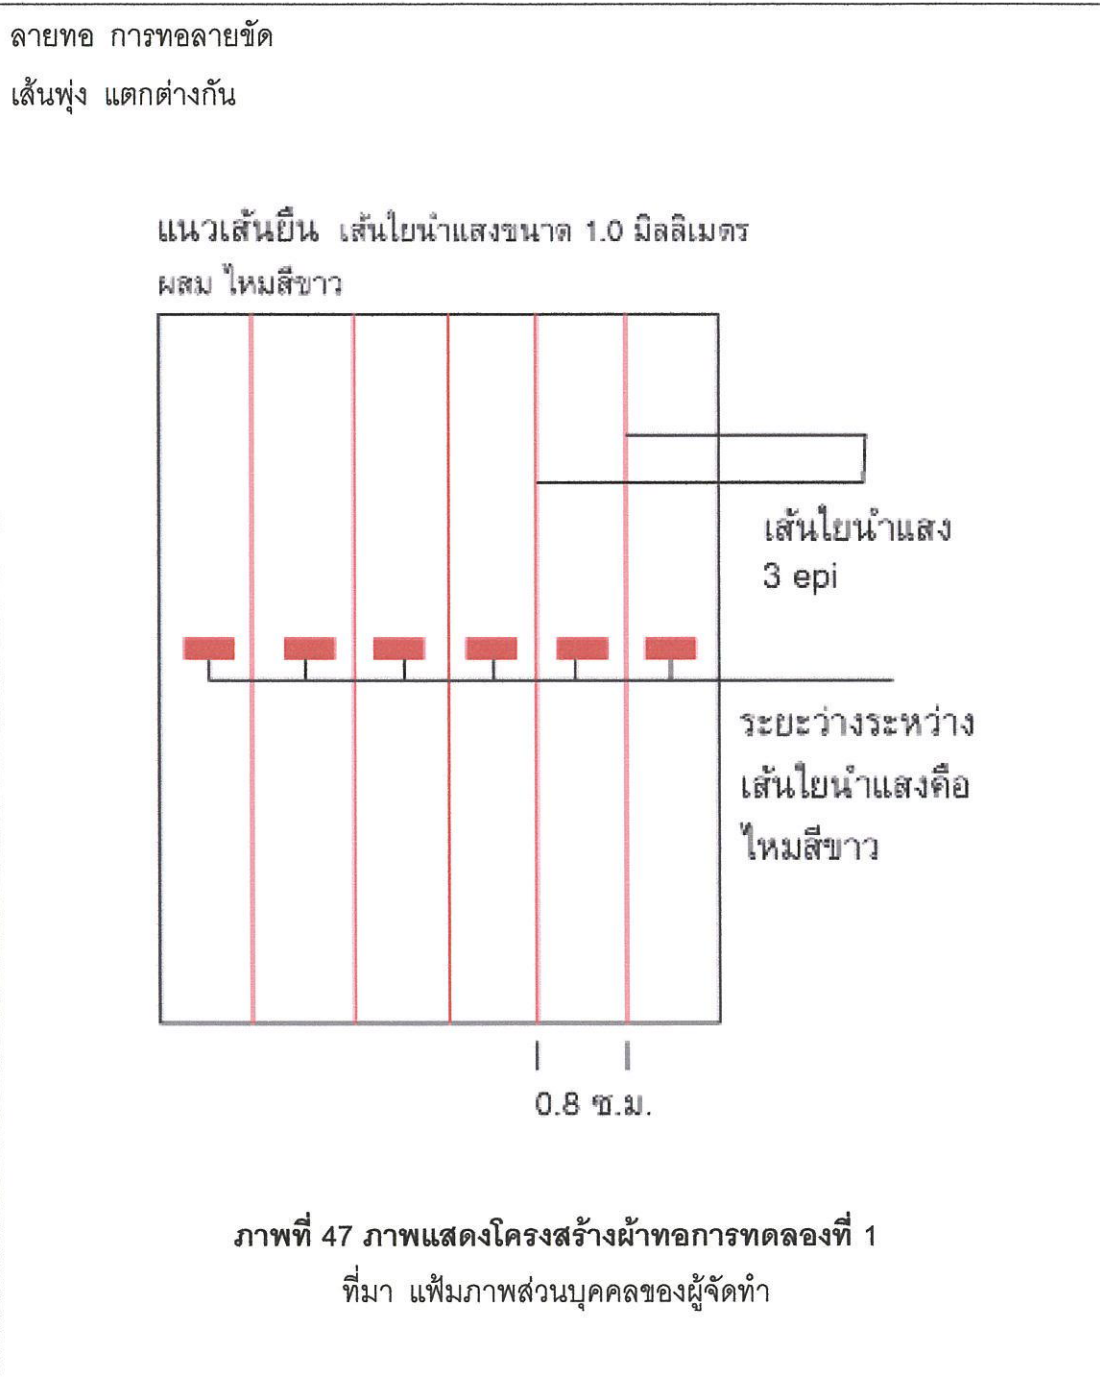 ลายทอ การทอลายขัด
เส้นพุ่ง แตกต่างกัน
แนวเส้นยืน เส้นใยนำแสงขนาด 1.0 มิลลิเมตร
ผสม ไหมสีขาว
เส้นใยนำแสง
3 epi
ระยะว่างระหว่าง
เส้นใยนำแสงคือ
ไหมสีขาว
0.8 ซ.ม.
ภาพที่ 47 ภาพแสดงโครงสร้างผ้าทอการทดลองที่ 1
ที่มา แฟ้มภาพส่วนบุคคลของผู้จัดทำ